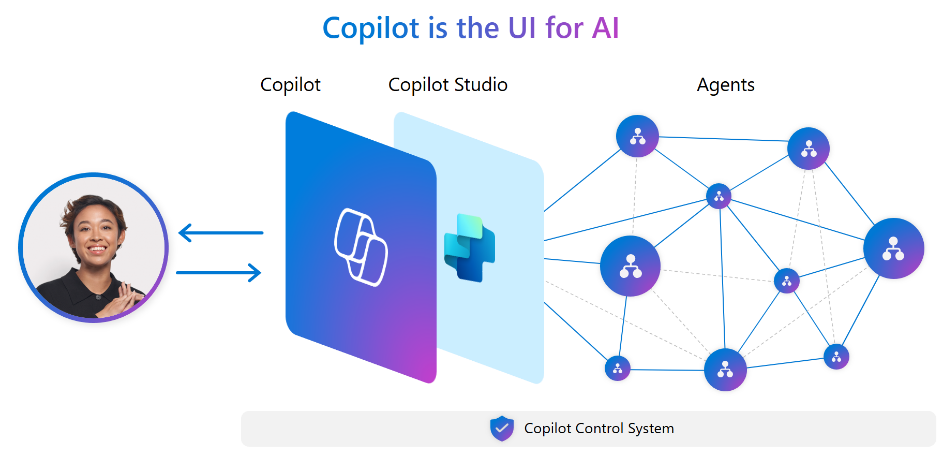 Copilot is the UI for AI
Copilot
Copilot Studio
Agents
Copilot Control System